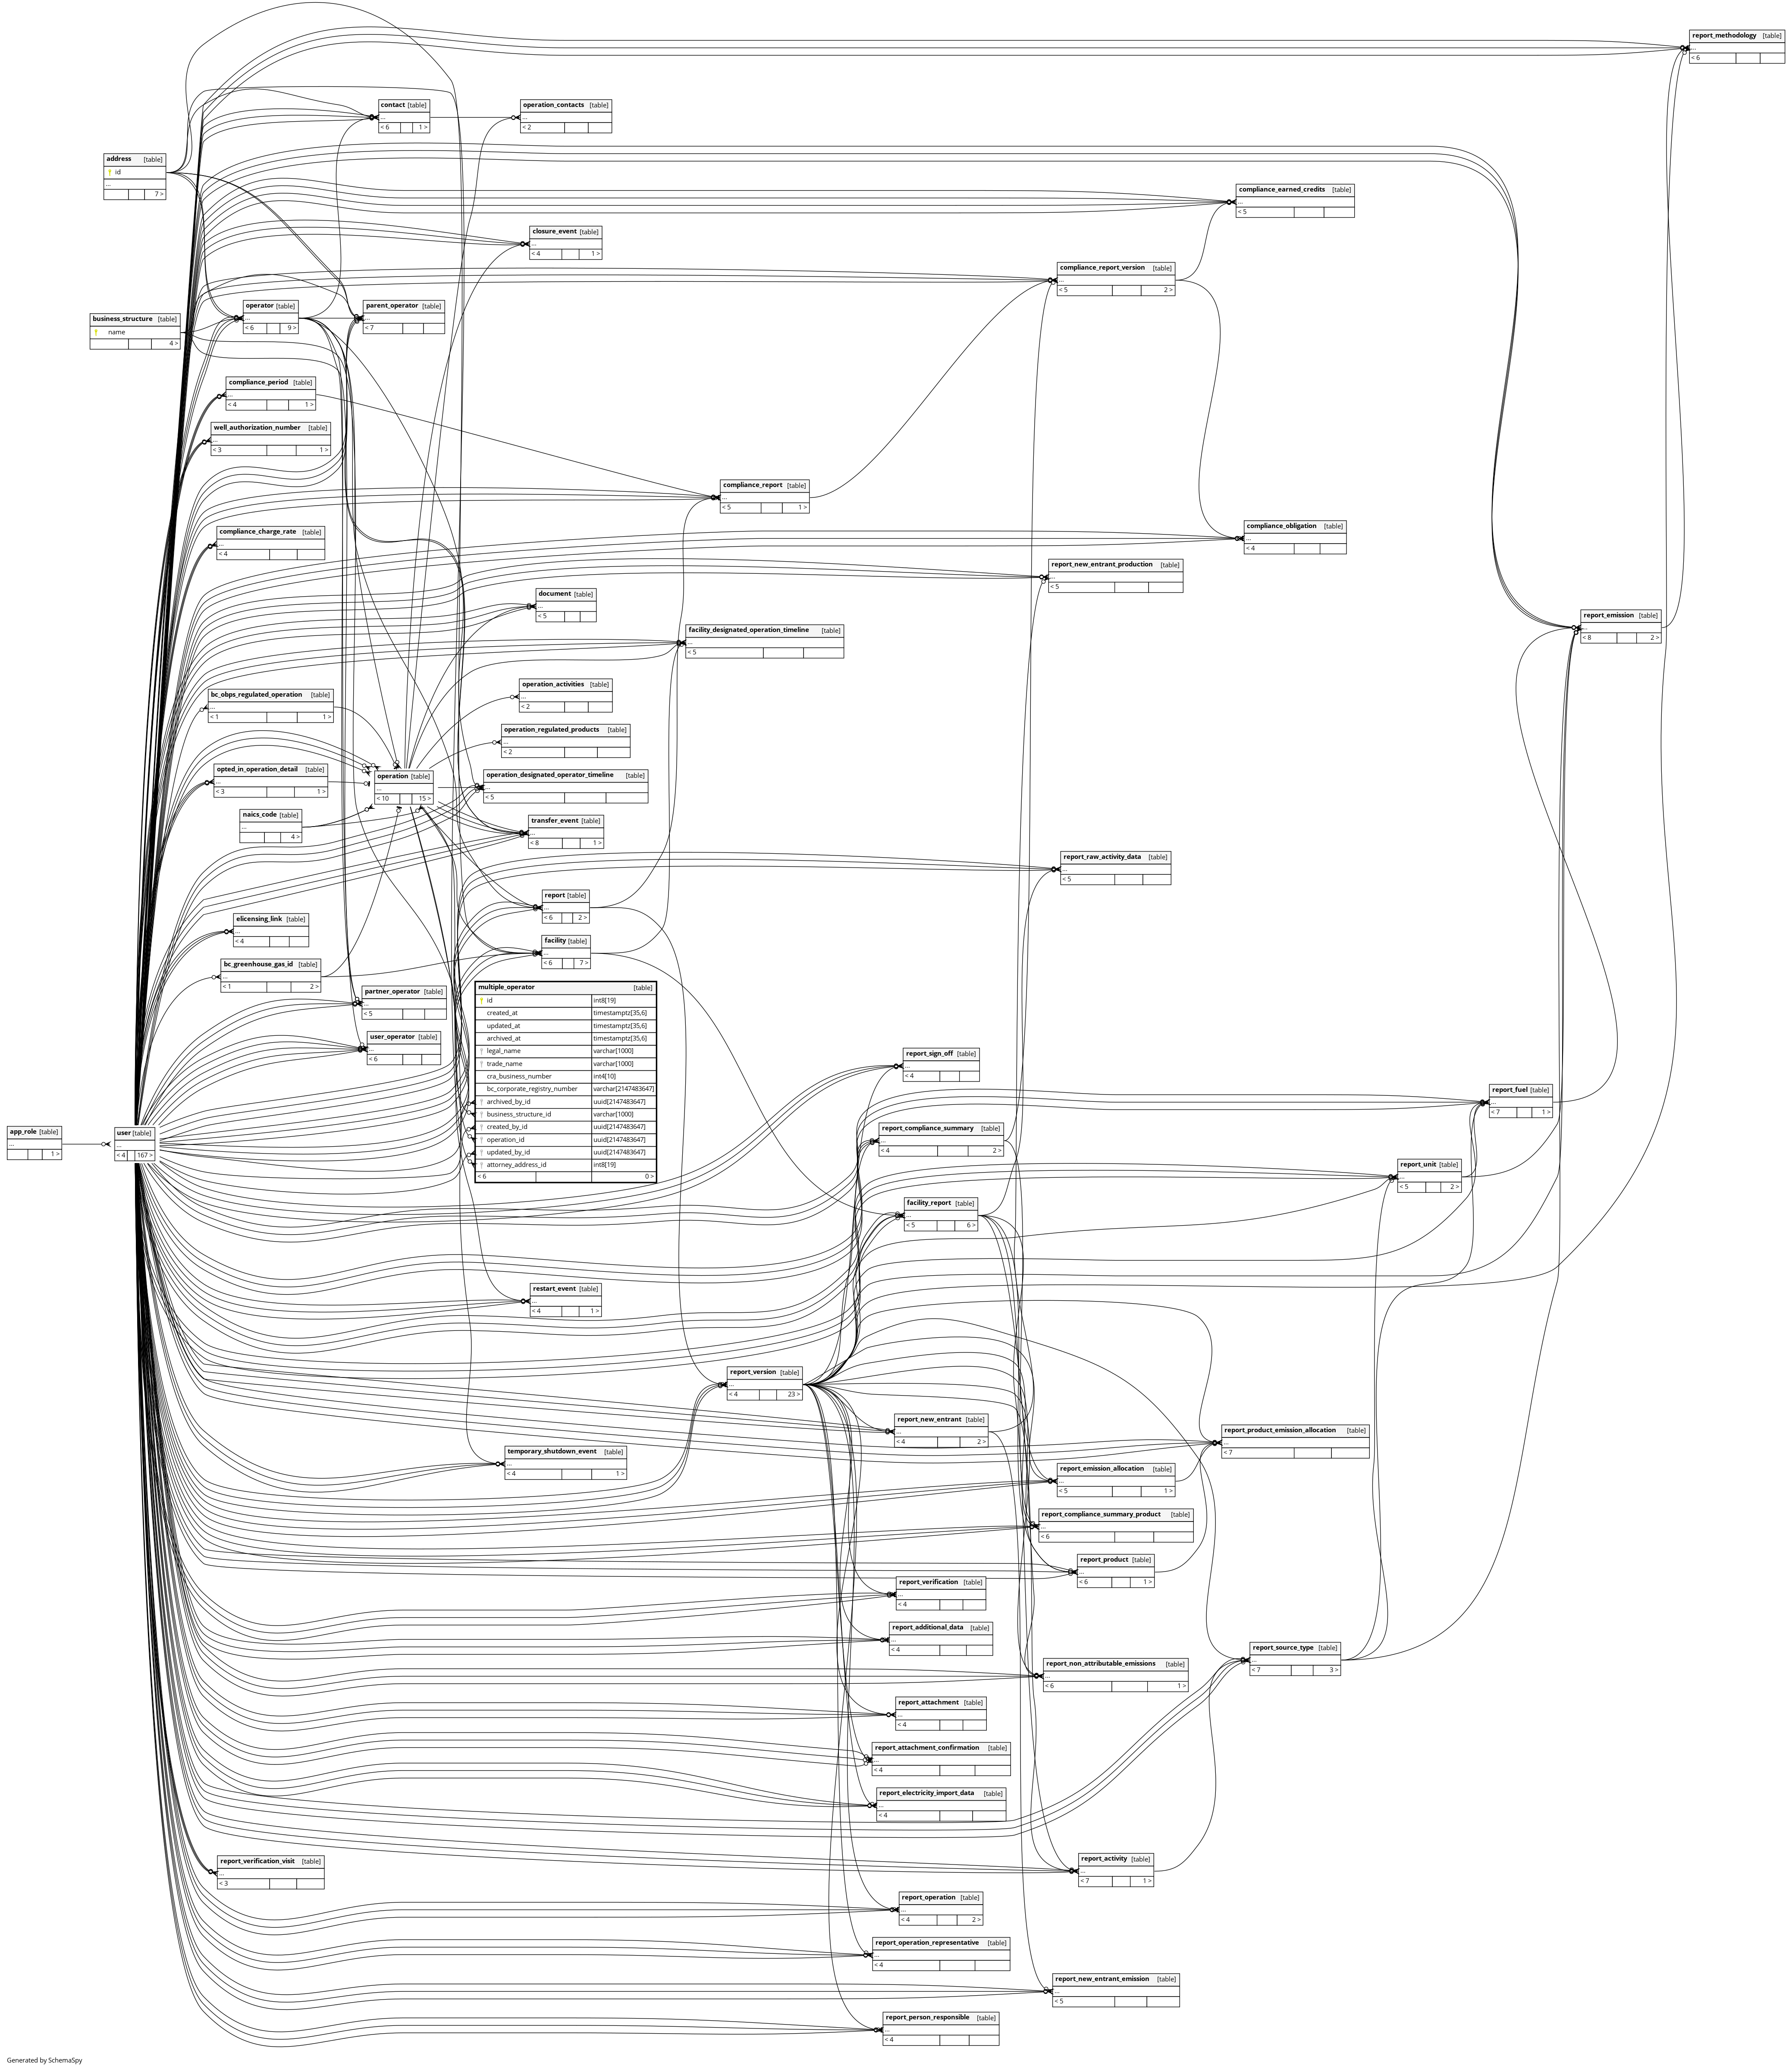 report_methodology [table]
...
< 6
contact [table]
...
< 6 1 >
operation_contacts [table]
...
< 2
address [table]
id
...
7 >
compliance_earned_credits [table]
...
< 5
closure_event [table]
...
< 4 1 >
compliance_report_version [table]
...
< 5 2 >
operator [table]
...
< 6 9 >
parent_operator [table]
...
< 7
business_structure [table]
name
4 >
compliance_period [table]
...
< 4 1 >
well_authorization_number [table]
...
< 3 1 >
compliance_report [table]
...
< 5 1 >
compliance_charge_rate [table]
...
< 4
compliance_obligation [table]
...
< 4
report_new_entrant_production [table]
...
< 5
document [table]
...
< 5
report_emission [table]
...
< 8 2 >
facility_designated_operation_timeline [table]
...
< 5
operation_activities [table]
...
< 2
bc_obps_regulated_operation [table]
...
< 1 1 >
operation_regulated_products [table]
...
< 2
opted_in_operation_detail [table]
...
< 3 1 >
operation [table]
...
< 10 15 >
operation_designated_operator_timeline [table]
...
< 5
naics_code [table]
...
4 >
transfer_event [table]
...
< 8 1 >
report_raw_activity_data [table]
...
< 5
report [table]
...
< 6 2 >
elicensing_link [table]
...
< 4
facility [table]
...
< 6 7 >
bc_greenhouse_gas_id [table]
...
< 1 2 >
partner_operator [table]
...
< 5
user_operator [table]
...
< 6
multiple_operator [table]
id int8[19]
created_at timestamptz[35,6]
updated_at timestamptz[35,6]
archived_at timestamptz[35,6]
legal_name varchar[1000]
trade_name varchar[1000]
cra_business_number int4[10]
bc_corporate_registry_number varchar[2147483647]
archived_by_id uuid[2147483647]
business_structure_id varchar[1000]
created_by_id uuid[2147483647]
operation_id uuid[2147483647]
updated_by_id uuid[2147483647]
attorney_address_id int8[19]
< 6 0 >
report_sign_off [table]
...
< 4
report_fuel [table]
...
< 7 1 >
app_role [table]
...
1 >
user [table]
...
< 4 167 >
report_compliance_summary [table]
...
< 4 2 >
report_unit [table]
...
< 5 2 >
facility_report [table]
...
< 5 6 >
restart_event [table]
...
< 4 1 >
report_version [table]
...
< 4 23 >
report_new_entrant [table]
...
< 4 2 >
report_product_emission_allocation [table]
...
< 7
temporary_shutdown_event [table]
...
< 4 1 >
report_emission_allocation [table]
...
< 5 1 >
report_compliance_summary_product [table]
...
< 6
report_product [table]
...
< 6 1 >
report_verification [table]
...
< 4
report_additional_data [table]
...
< 4
report_source_type [table]
...
< 7 3 >
report_non_attributable_emissions [table]
...
< 6 1 >
report_attachment [table]
...
< 4
report_attachment_confirmation [table]
...
< 4
report_electricity_import_data [table]
...
< 4
report_verification_visit [table]
...
< 3
report_activity [table]
...
< 7 1 >
report_operation [table]
...
< 4 2 >
report_operation_representative [table]
...
< 4
report_new_entrant_emission [table]
...
< 5
report_person_responsible [table]
...
< 4
Generated by SchemaSpy